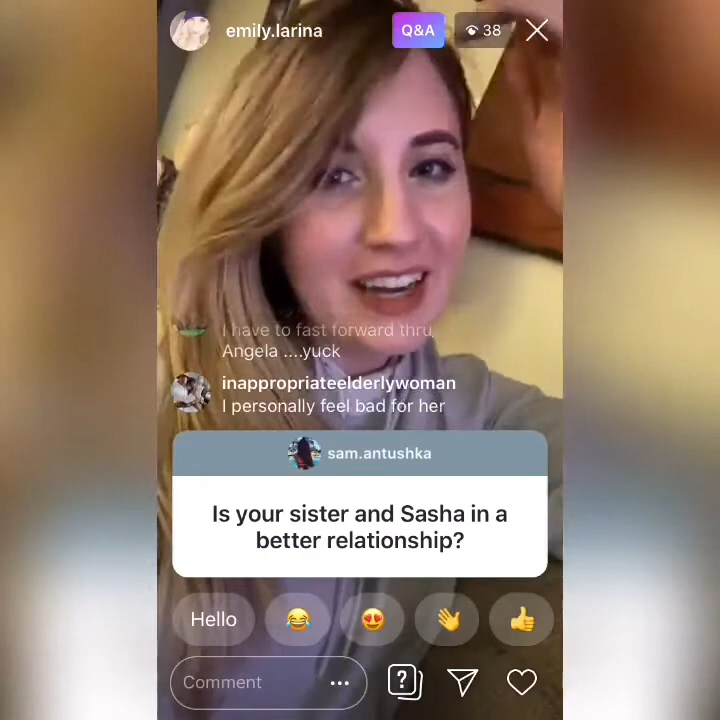 emily.larina
Q&A
38
I have to fast forward thru
Angela ....yuck
inappropriateelderlywoman
I personally feel bad for her
sam.antushka
Is your sister and Sasha in a
better relationship?
Hello
Comment